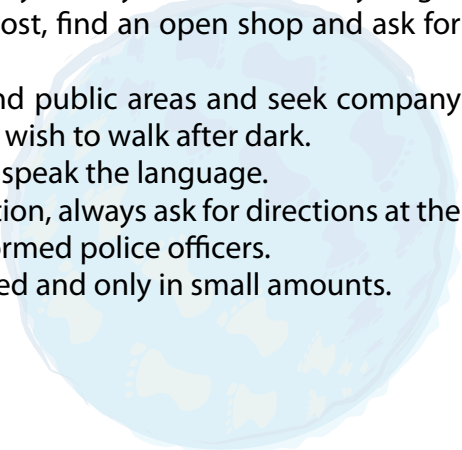 ost, find an open shop and ask for
nd public areas and seek company
wish to walk after dark.
speak the language.
tion, always ask for directions at the
ormed police officers.
ed and only in small amounts.